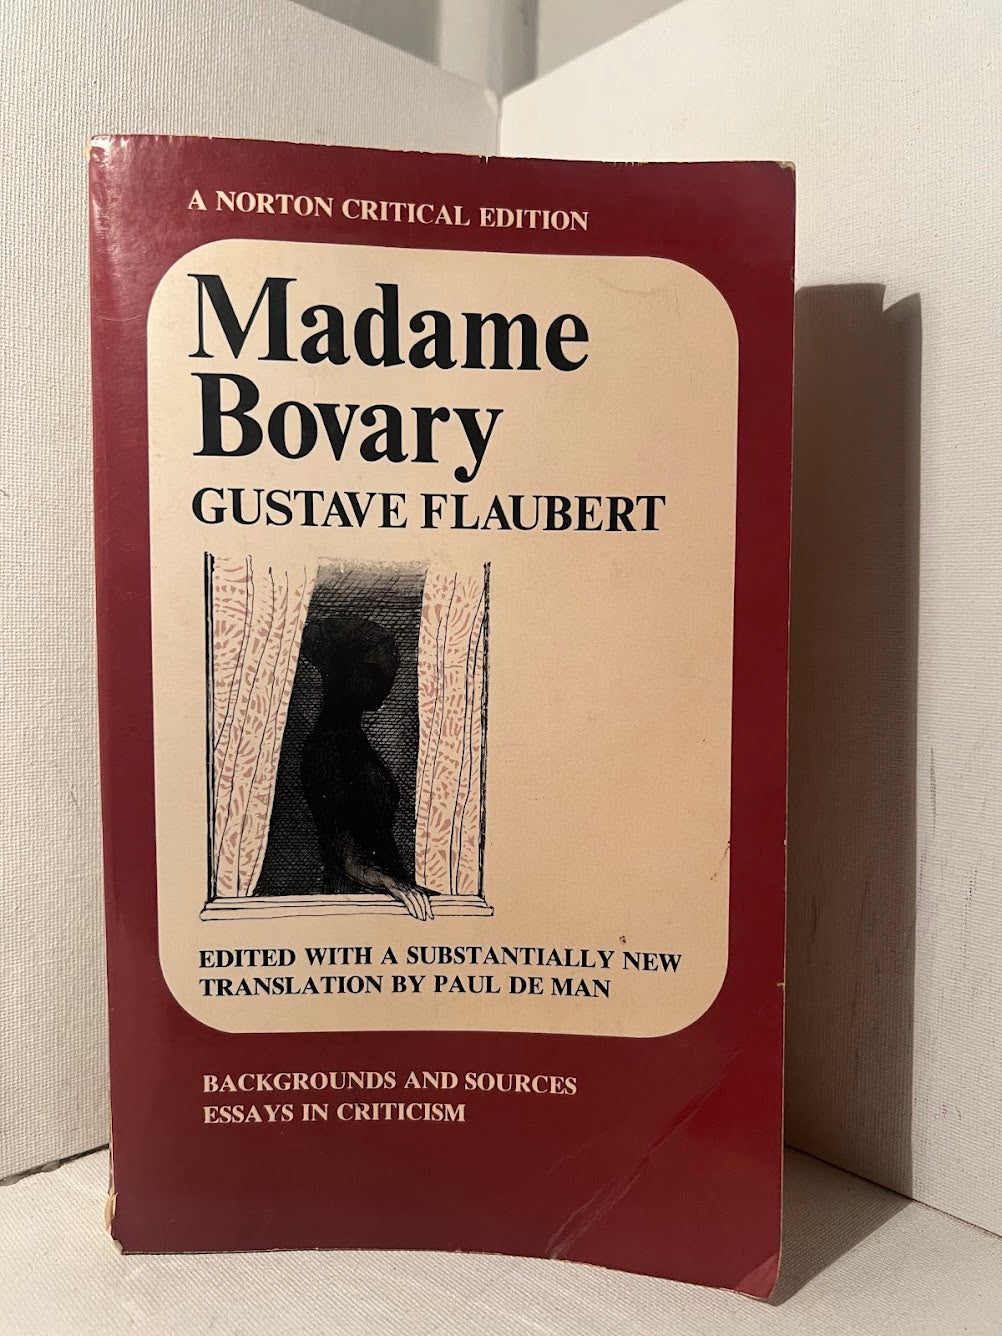 A NORTON CRITICAL EDITION
Madame
Bovary
GUSTAVE FLAUBERT
EDITED WITH A SUBSTANTIALLY NEW
TRANSLATION BY PAUL DE MAN
BACKGROUNDS AND SOURCES
ESSAYS IN CRITICISM